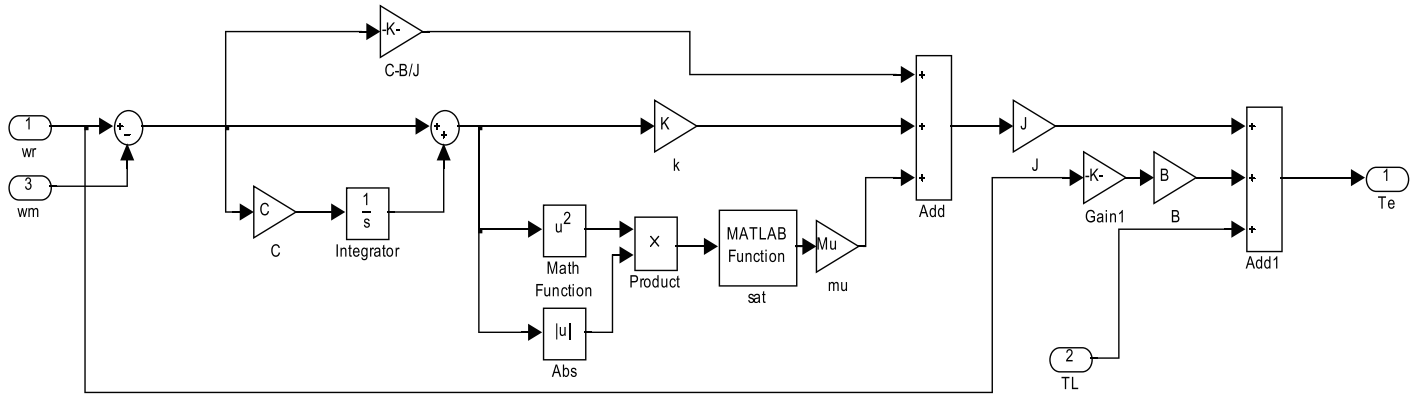 -K-
C-B/J
1
wr
+
-
3
wm
+
+
C
C
1
s
Integrator
K
k
u²
Math
Function
|u|
Abs
×
Product
MATLAB
Function
sat
Mu
mu
+
+
+
Add
J
J
-K-
Gain1
B
B
2
TL
+
+
+
Add1
1
Te